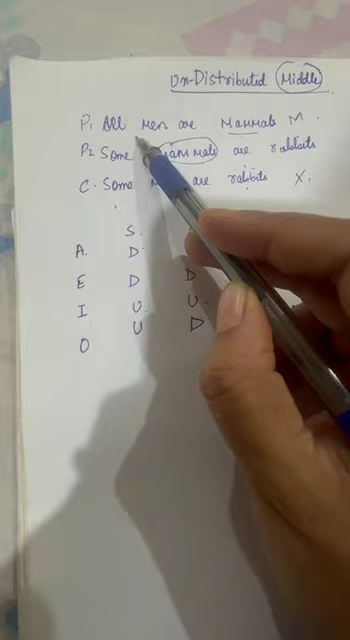 Un-Distributed Middle
P1 All Men are Mammals M.
P2 Some Mammals are rabbits
C. Some are rabbits X.
S.
A. D
E D D
I U. U.
U D
O